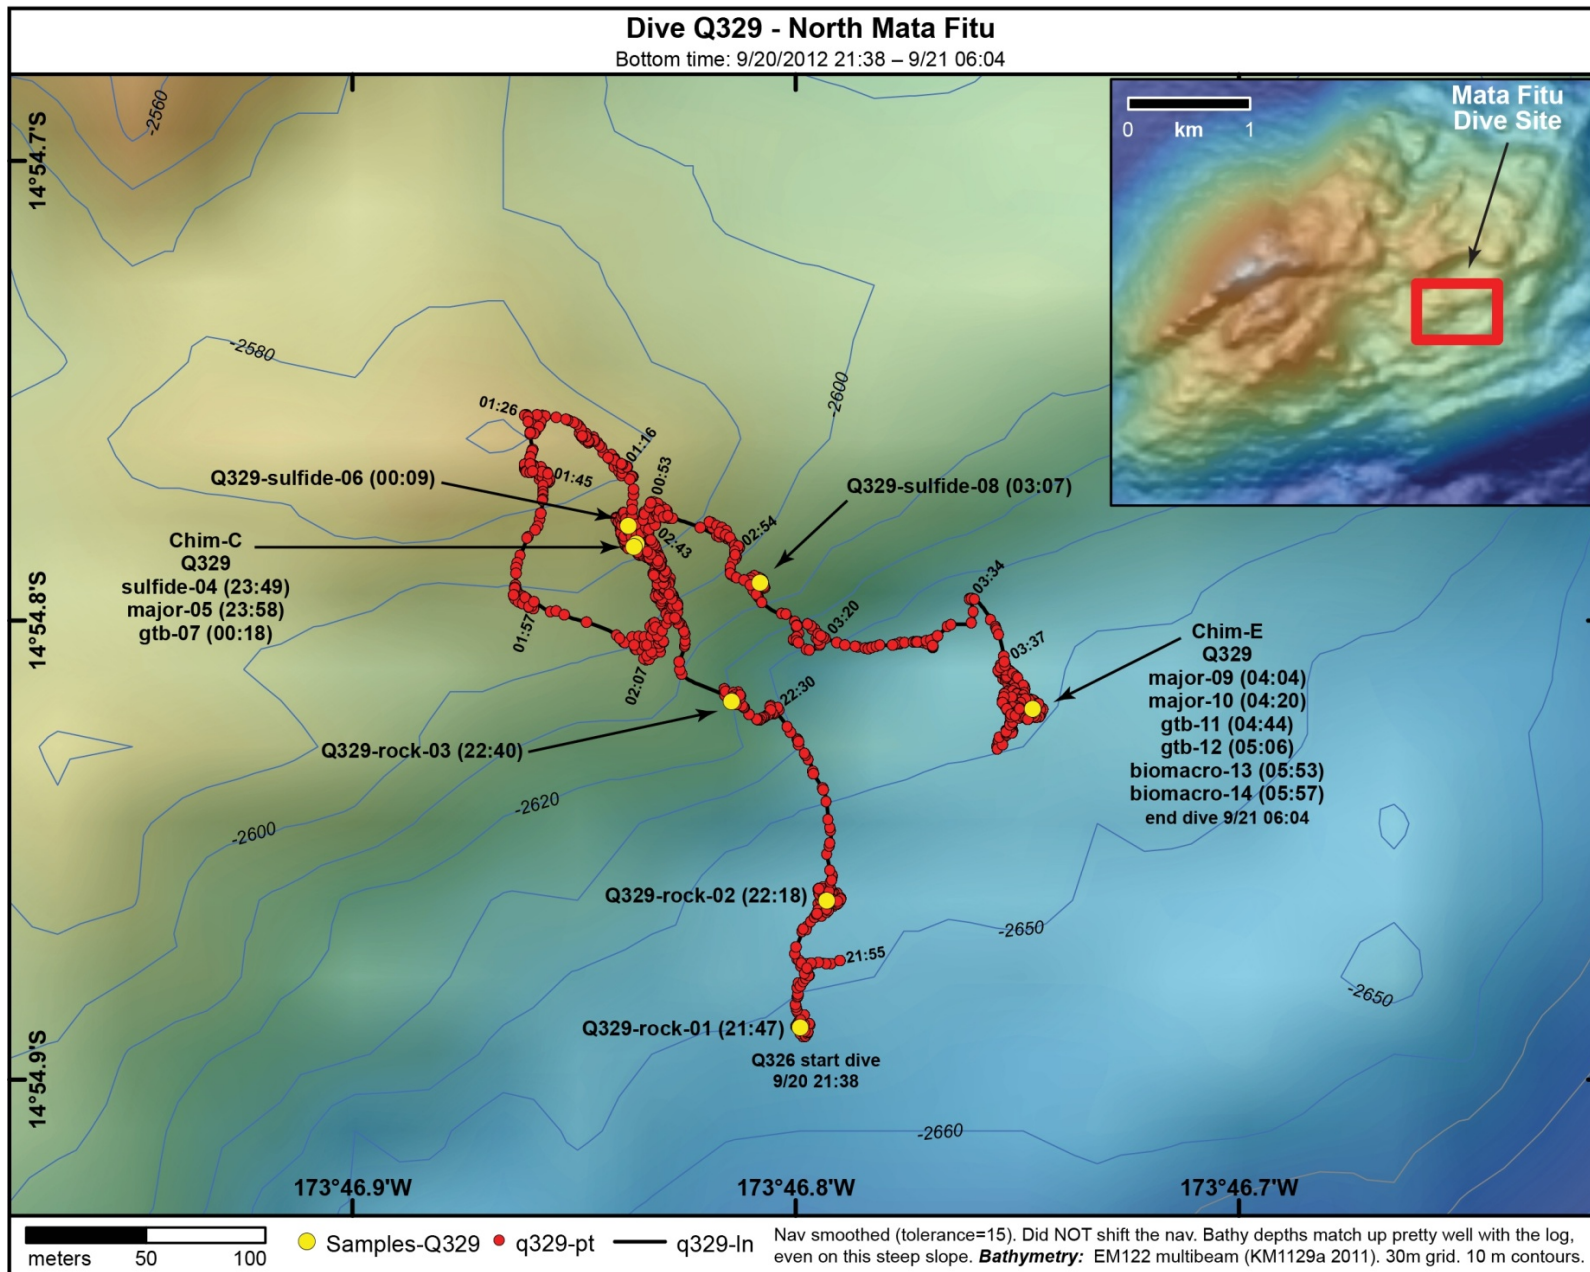 Dive Q329 - North Mata Fitu
Bottom time: 9/20/2012 21:38 – 9/21 06:04
0 km 1
Mata Fitu
Dive Site
14°54.7'S
14°54.8'S
14°54.9'S
-2560
-2580
-2600
01:26
01:16
01:45
00:53
02:43
02:54
Q329-sulfide-06 (00:09)
Q329-sulfide-08 (03:07)
Chim-C
Q329
sulfide-04 (23:49)
major-05 (23:58)
gtb-07 (00:18)
01:57
02:07
03:20
03:34
03:37
22:30
Chim-E
Q329
major-09 (04:04)
major-10 (04:20)
gtb-11 (04:44)
gtb-12 (05:06)
biomacro-13 (05:53)
biomacro-14 (05:57)
end dive 9/21 06:04
Q329-rock-03 (22:40)
-2620
-2600
Q329-rock-02 (22:18)
-2650
21:55
-2650
Q329-rock-01 (21:47)
Q326 start dive
9/20 21:38
-2660
173°46.9'W
173°46.8'W
173°46.7'W
meters 50 100
Samples-Q329
q329-pt
q329-ln
Nav smoothed (tolerance=15). Did NOT shift the nav. Bathy depths match up pretty well with the log,
even on this steep slope. Bathymetry: EM122 multibeam (KM1129a 2011). 30m grid. 10 m contours.